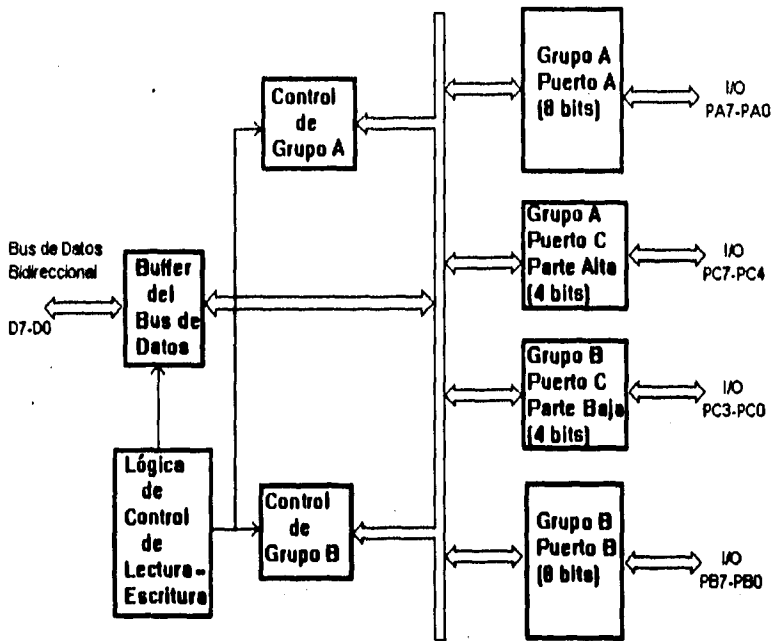 Control
de
Grupo A
Grupo A
Puerto A
(8 bits)
I/O
PA7-PA0
Bus de Datos
Bidireccional
D7-D0
Buffer
del
Bus de
Datos
Grupo A
Puerto C
Parte Alta
(4 bits)
I/O
PC7-PC4
Grupo B
Puerto C
Parte Baja
(4 bits)
I/O
PC3-PC0
Lógica
de
Control
de
Lectura-
Escritura
Control
de
Grupo B
Grupo B
Puerto B
(8 bits)
I/O
PB7-PB0